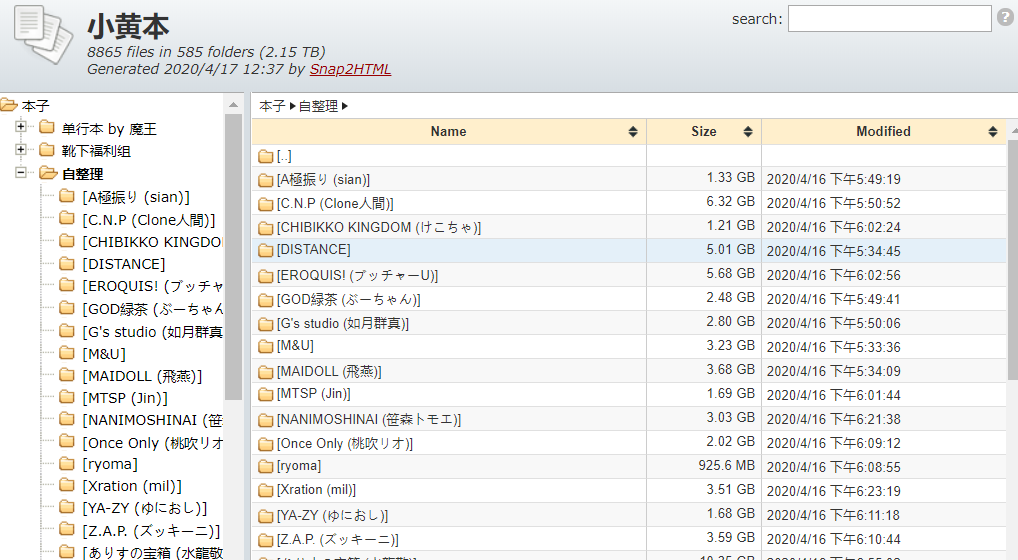 小黄本
search:
8865 files in 585 folders (2.15 TB)
Generated 2020/4/17 12:37 by Snap2HTML
本子
单行本 by 魔王
靴下福利组
自整理
[A極振り (sian)]
[C.N.P (Clone人間)]
[CHIBIKKO KINGDO
[DISTANCE]
[EROQUIS! (ブッチャ
[GOD緑茶 (ぶーちゃん
[G's studio (如月群真
[M&U]
[MAIDOLL (飛燕)]
[MTSP (Jin)]
[NANIMOSHINAI (笹
[Once Only (桃吹リオ
[ryoma]
[Xration (mil)]
[YA-ZY (ゆにおし)]
[Z.A.P. (ズッキーニ)]
[ありすの宝箱 (水龍敬
本子 ▶ 自整理 ▶
Name Size Modified
[..]
[A極振り (sian)] 1.33 GB 2020/4/16 下午5:49:19
[C.N.P (Clone人間)] 6.32 GB 2020/4/16 下午5:50:52
[CHIBIKKO KINGDOM (けこちゃ)] 1.21 GB 2020/4/16 下午6:02:24
[DISTANCE] 5.01 GB 2020/4/16 下午5:34:45
[EROQUIS! (ブッチャーU)] 5.68 GB 2020/4/16 下午6:02:56
[GOD緑茶 (ぶーちゃん)] 2.48 GB 2020/4/16 下午5:49:41
[G's studio (如月群真)] 2.80 GB 2020/4/16 下午5:50:06
[M&U] 3.23 GB 2020/4/16 下午5:33:36
[MAIDOLL (飛燕)] 3.68 GB 2020/4/16 下午5:34:09
[MTSP (Jin)] 1.69 GB 2020/4/16 下午6:01:44
[NANIMOSHINAI (笹森トモエ)] 3.03 GB 2020/4/16 下午6:21:38
[Once Only (桃吹リオ)] 2.02 GB 2020/4/16 下午6:09:12
[ryoma] 925.6 MB 2020/4/16 下午6:08:55
[Xration (mil)] 3.51 GB 2020/4/16 下午6:23:19
[YA-ZY (ゆにおし)] 1.68 GB 2020/4/16 下午6:11:18
[Z.A.P. (ズッキーニ)] 3.59 GB 2020/4/16 下午6:10:44